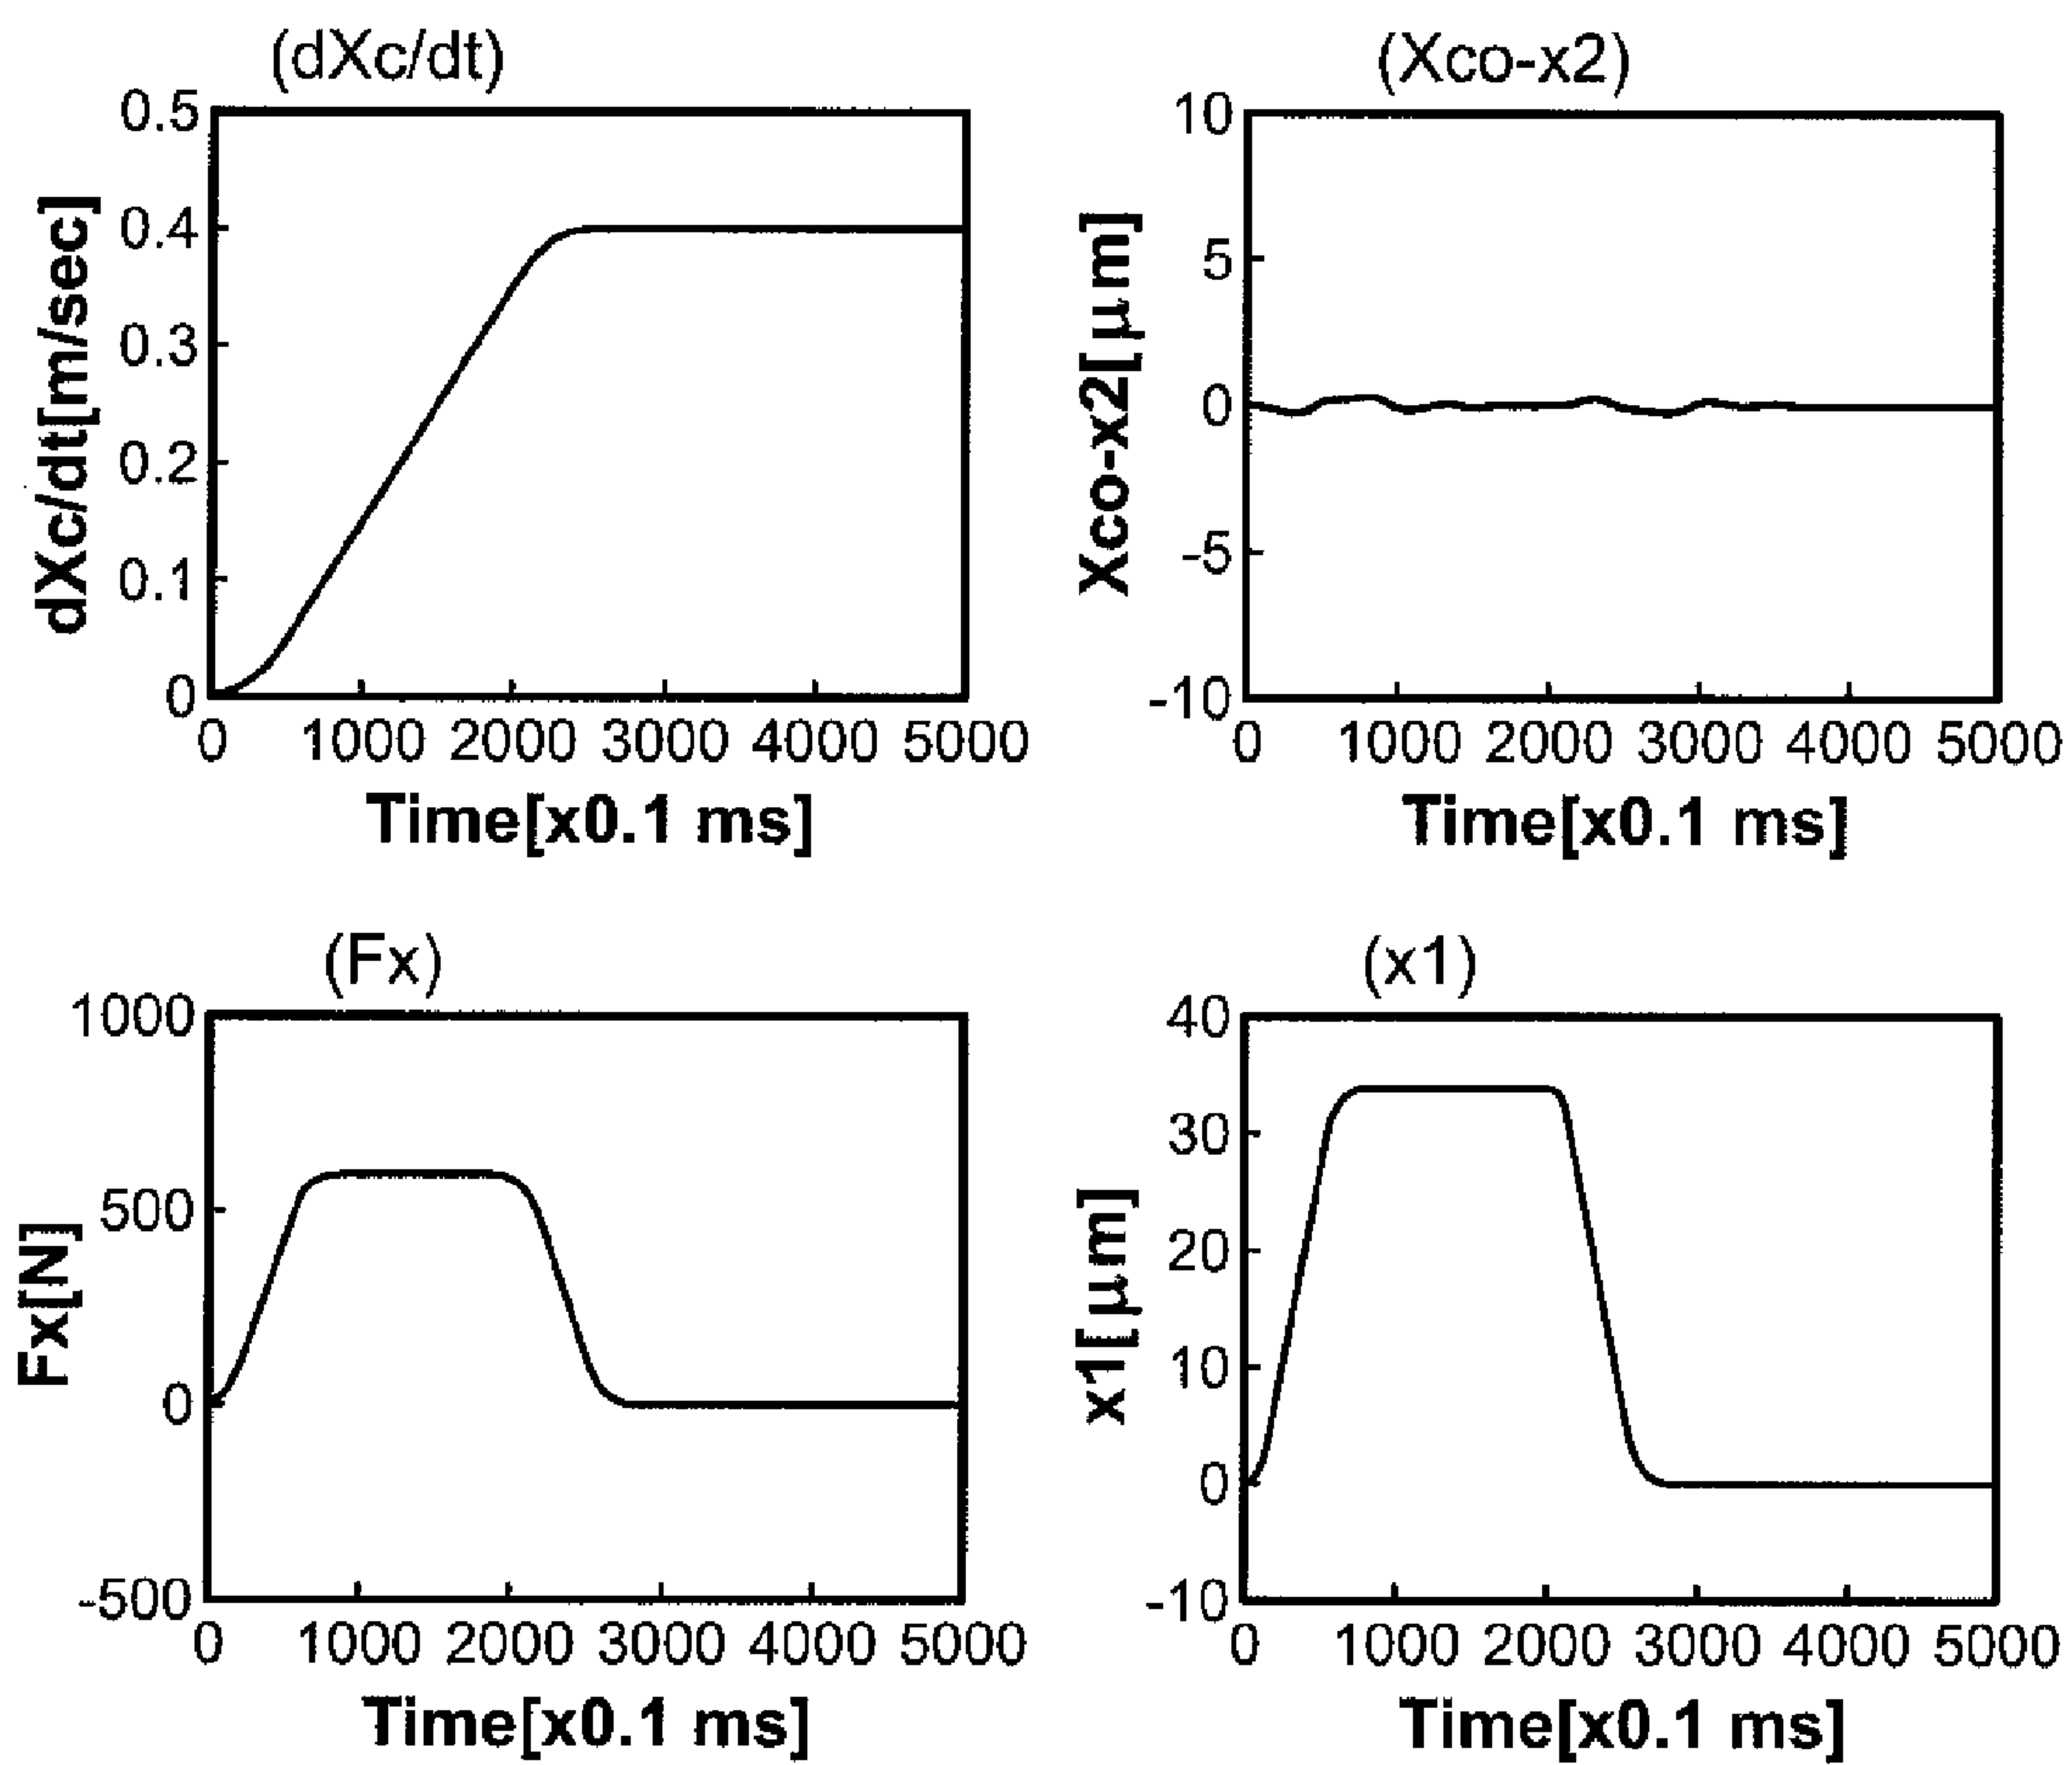 (dXc/dt)
0.5
0.4
0.3
0.2
0.1
0
dXc/dt[m/sec]
0 1000 2000 3000 4000 5000
Time[x0.1 ms]
(Xco-x2)
10
5
0
-5
-10
Xco-x2[μm]
0 1000 2000 3000 4000 5000
Time[x0.1 ms]
(Fx)
1000
500
0
-500
Fx[N]
0 1000 2000 3000 4000 5000
Time[x0.1 ms]
(x1)
40
30
20
10
0
-10
x1[μm]
0 1000 2000 3000 4000 5000
Time[x0.1 ms]